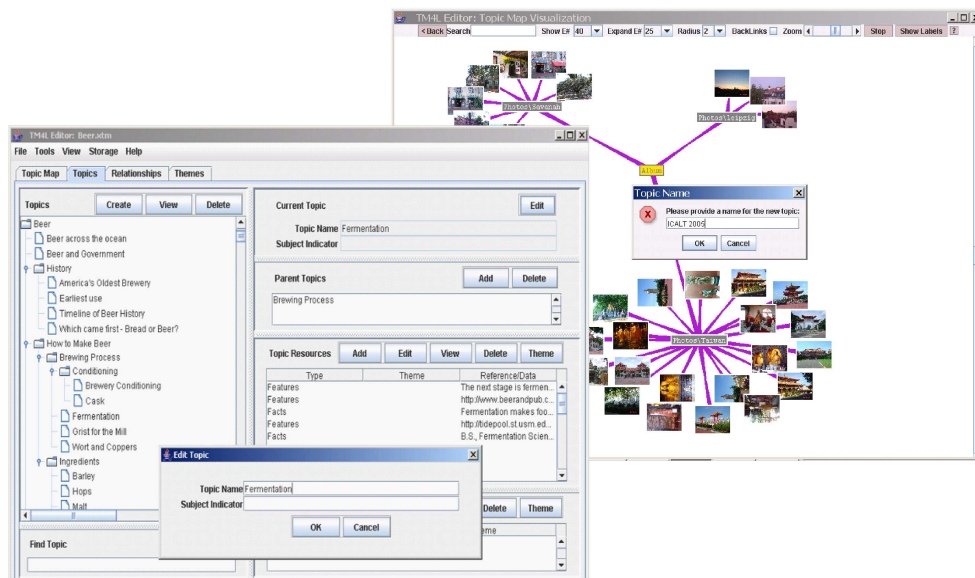 TM4L Editor: Topic Map Visualization
< Back Search Show E# 40 Expand E# 25 Radius 2 BackLinks Zoom Stop Show Labels ?
Photos\Savanah
Photos\Leipzig
Album
Topic Name
Please provide a name for the new topic:
ICALT 2005
OK Cancel
Photos\Taiwan
TM4L Editor: Beer.xtm
File Tools View Storage Help
Topic Map Topics Relationships Themes
Topics Create View Delete
Beer
Beer across the ocean
Beer and Government
History
America's Oldest Brewery
Earliest use
Timeline of Beer History
Which came first - Bread or Beer?
How to Make Beer
Brewing Process
Conditioning
Brewery Conditioning
Cask
Fermentation
Grist for the Mill
Wort and Coppers
Ingredients
Barley
Hops
Malt
Find Topic
Current Topic Edit
Topic Name Fermentation
Subject Indicator
Parent Topics Add Delete
Brewing Process
Topic Resources Add Edit View Delete Theme
Type Theme Reference/Data
Features The next stage is fermen...
Features http://www.beerandpub.c...
Facts Fermentation makes foo...
Features http://tidepool.st.usm.ed...
Facts B.S., Fermentation Scien...
Delete Theme
Edit Topic
Topic Name Fermentation
Subject Indicator
OK Cancel